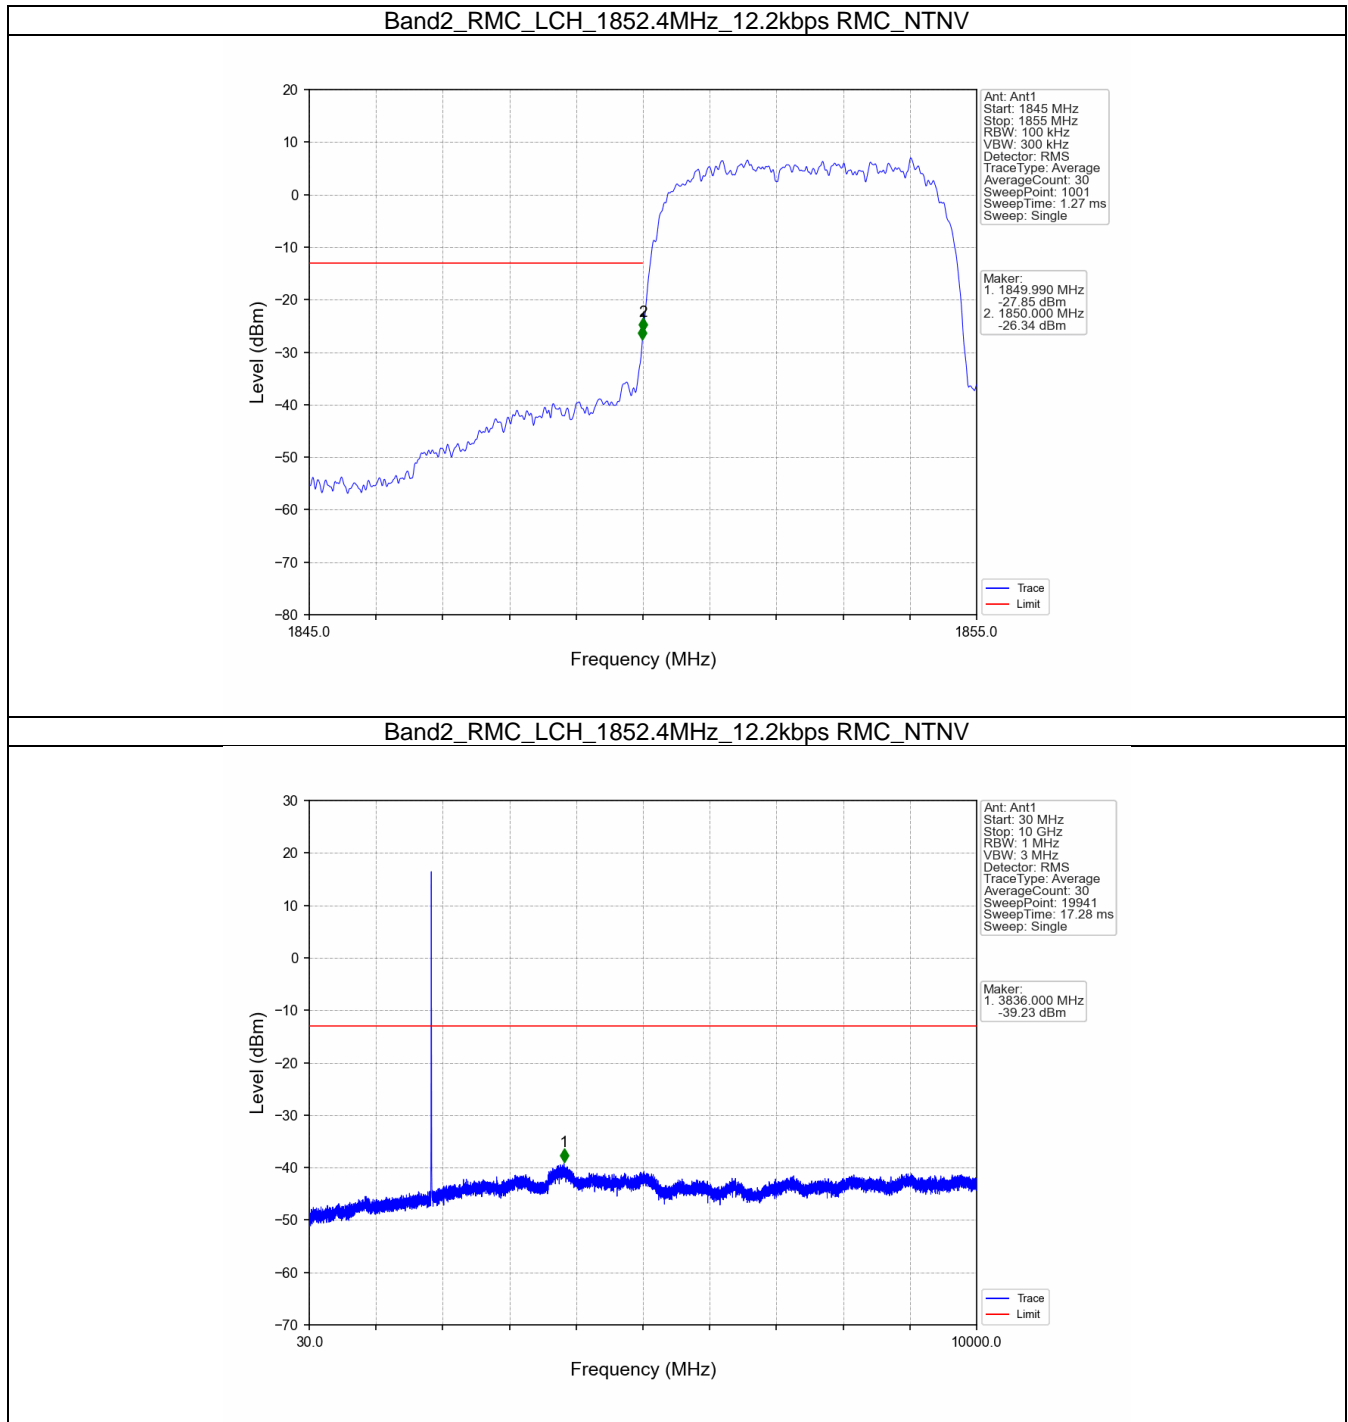 Band2_RMC_LCH_1852.4MHz_12.2kbps RMC_NTNV
20
10
0
−10
−20
−30
−40
−50
−60
−70
−80
Level (dBm)
1845.0
1855.0
Frequency (MHz)
2
Ant: Ant1
Start: 1845 MHz
Stop: 1855 MHz
RBW: 100 kHz
VBW: 300 kHz
Detector: RMS
TraceType: Average
AverageCount: 30
SweepPoint: 1001
SweepTime: 1.27 ms
Sweep: Single
Maker:
1. 1849.990 MHz
-27.85 dBm
2. 1850.000 MHz
-26.34 dBm
Trace
Limit
Band2_RMC_LCH_1852.4MHz_12.2kbps RMC_NTNV
30
20
10
0
−10
−20
−30
−40
−50
−60
−70
Level (dBm)
30.0
10000.0
Frequency (MHz)
1
Ant: Ant1
Start: 30 MHz
Stop: 10 GHz
RBW: 1 MHz
VBW: 3 MHz
Detector: RMS
TraceType: Average
AverageCount: 30
SweepPoint: 19941
SweepTime: 17.28 ms
Sweep: Single
Maker:
1. 3836.000 MHz
-39.23 dBm
Trace
Limit